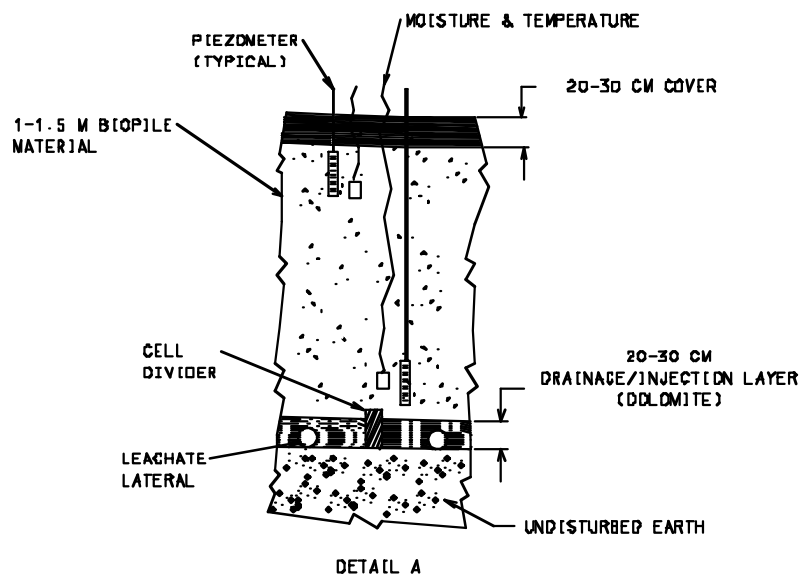 MOISTURE & TEMPERATURE
PIEZOMETER
(TYPICAL)
20-30 CM COVER
1-1.5 M BIOPILE
MATERIAL
CELL
DIVIDER
20-30 CM
DRAINAGE/INJECTION LAYER
(DOLOMITE)
LEACHATE
LATERAL
UNDISTURBED EARTH
DETAIL A